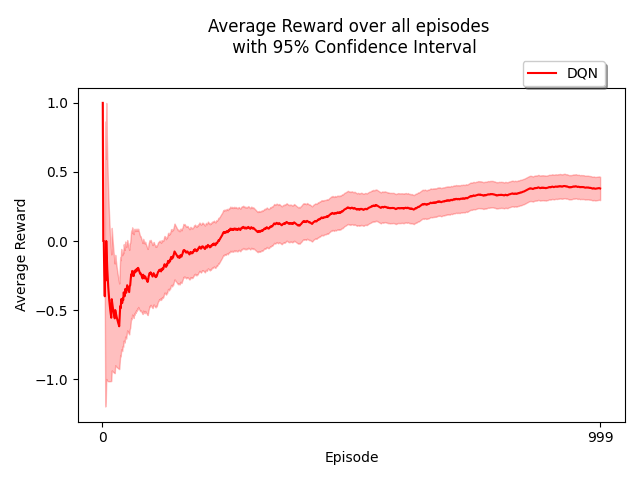 Average Reward over all episodes
with 95% Confidence Interval
DQN
1.0
0.5
0.0
−0.5
−1.0
Average Reward
0
999
Episode